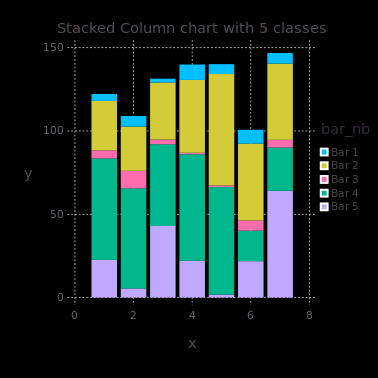 Stacked Column chart with 5 classes
150
100
50
0
y
0
2
4
6
8
x
bar_nb
Bar 1
Bar 2
Bar 3
Bar 4
Bar 5